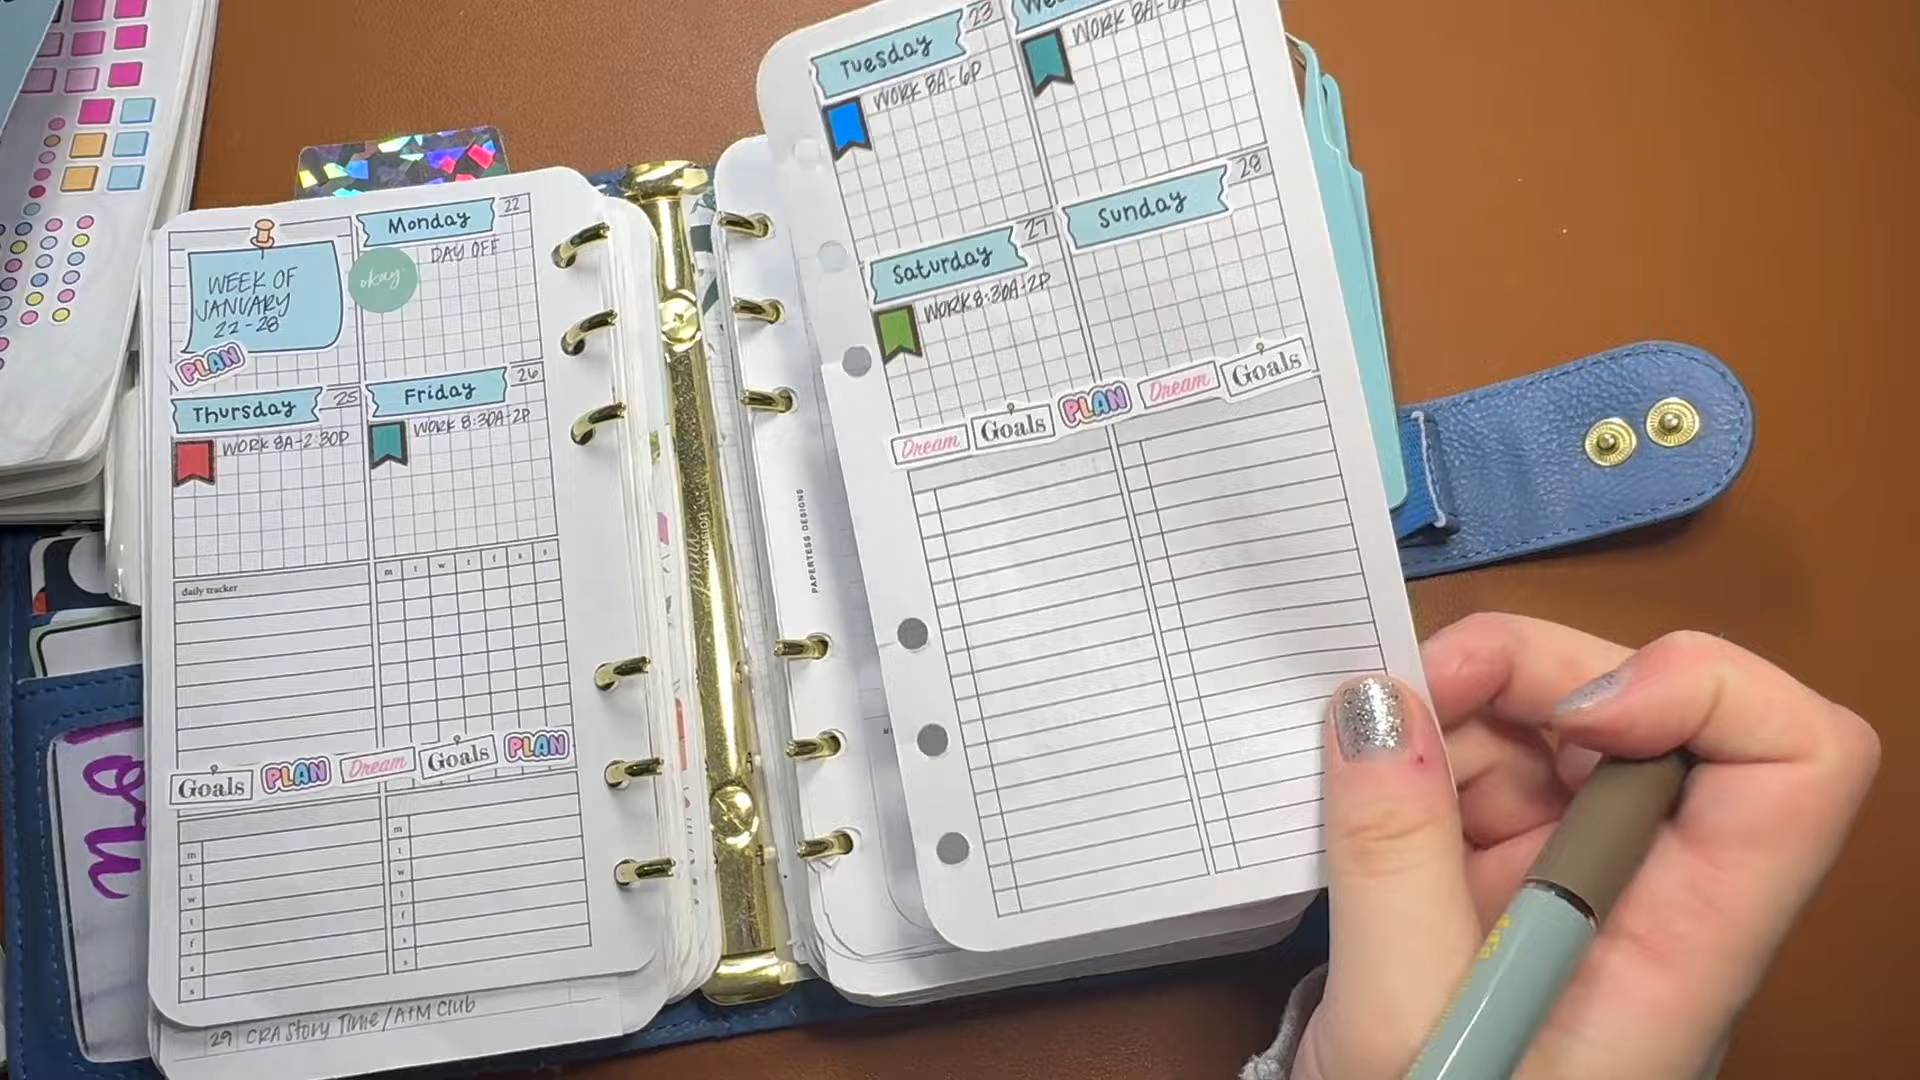 WEEK OF
JANUARY
22-28
PLAN
Monday 22
DAY OFF
okay
Thursday 25
WORK 8A-2:30P
Friday 26
WORK 8:30A-2P
daily tracker
m t w t f s s
Goals PLAN Dream Goals PLAN
m
t
w
t
f
s
s
m
t
w
t
f
s
s
29 CRA Story Time / A+M Club
PAPERTESS DESIGNS
Tuesday 23
WORK 8A-6P
WORK 8A-
Saturday 27
WORK 8:30A-2P
Sunday 28
Dream Goals PLAN Dream Goals